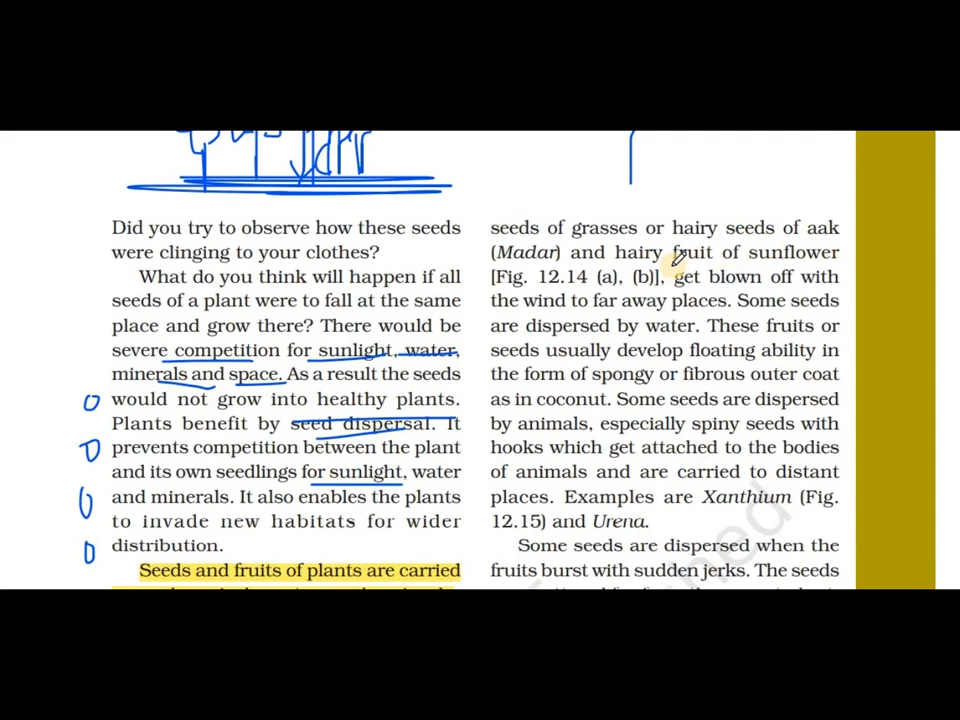 Did you try to observe how these seeds
were clinging to your clothes?
What do you think will happen if all
seeds of a plant were to fall at the same
place and grow there? There would be
severe competition for sunlight, water,
minerals and space. As a result the seeds
would not grow into healthy plants.
Plants benefit by seed dispersal. It
prevents competition between the plant
and its own seedlings for sunlight, water
and minerals. It also enables the plants
to invade new habitats for wider
distribution.
Seeds and fruits of plants are carried
seeds of grasses or hairy seeds of aak
(Madar) and hairy fruit of sunflower
[Fig. 12.14 (a), (b)], get blown off with
the wind to far away places. Some seeds
are dispersed by water. These fruits or
seeds usually develop floating ability in
the form of spongy or fibrous outer coat
as in coconut. Some seeds are dispersed
by animals, especially spiny seeds with
hooks which get attached to the bodies
of animals and are carried to distant
places. Examples are Xanthium (Fig.
12.15) and Urena.
Some seeds are dispersed when the
fruits burst with sudden jerks. The seeds